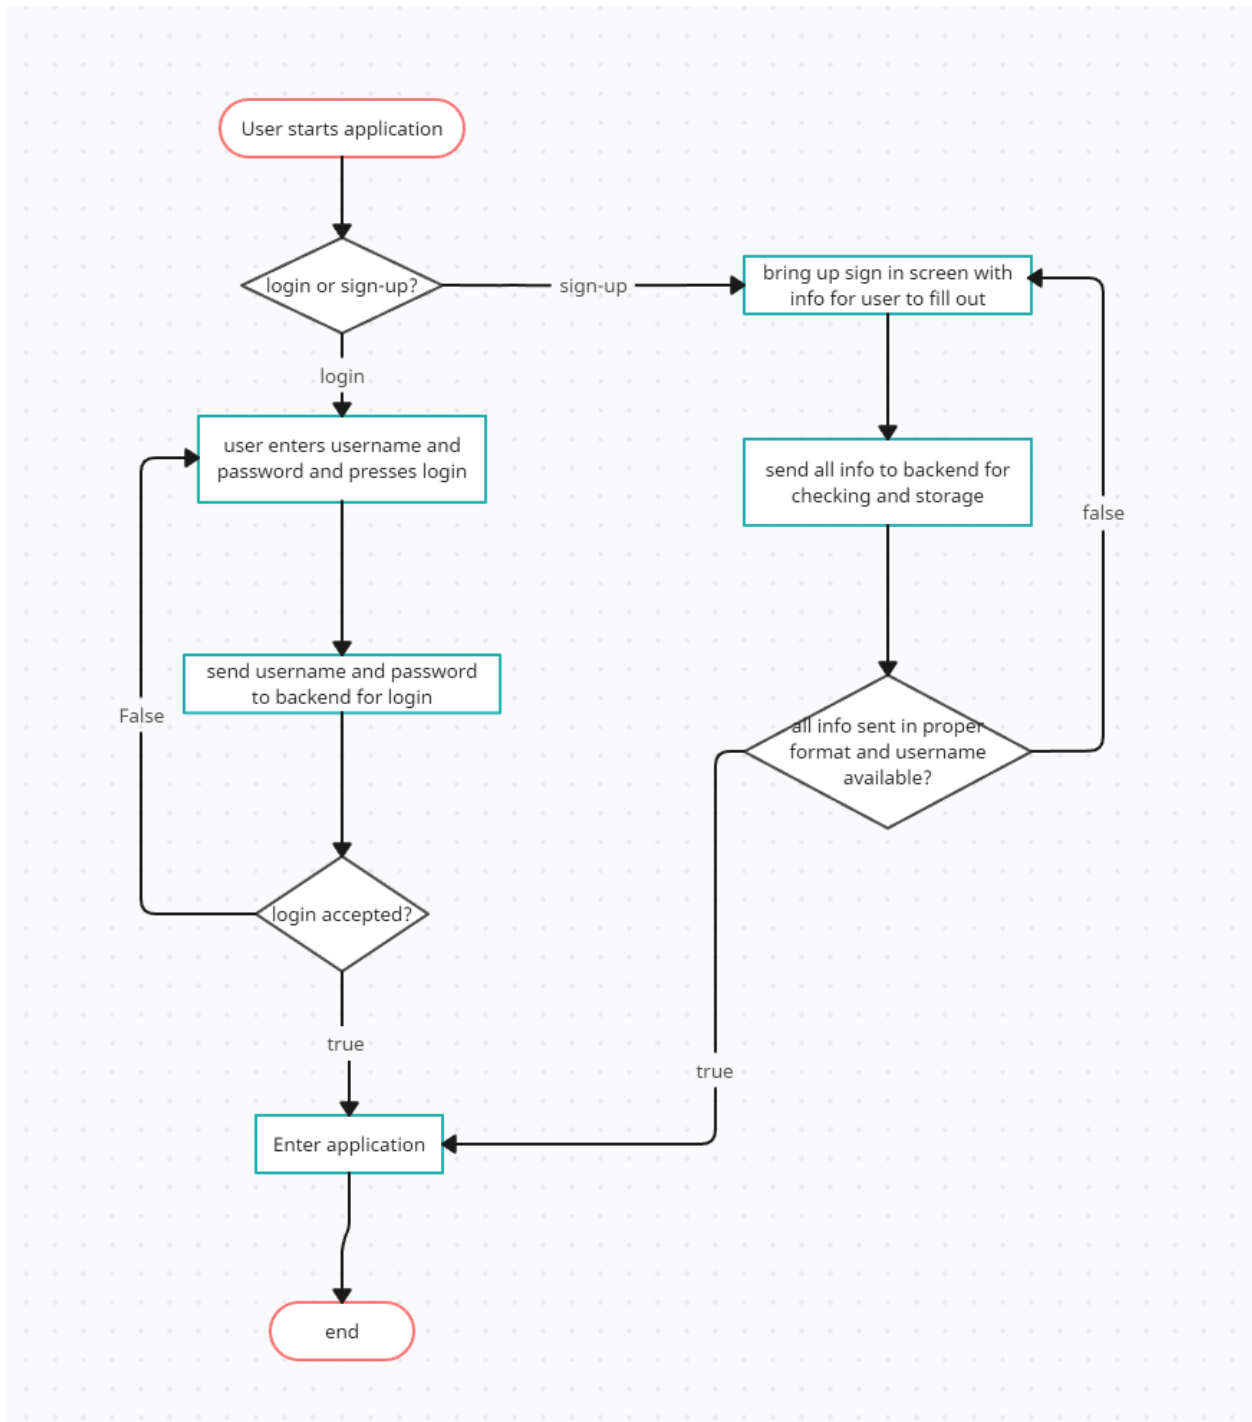 User starts application
login or sign-up?
sign-up
bring up sign in screen with
info for user to fill out
login
user enters username and
password and presses login
send all info to backend for
checking and storage
false
send username and password
to backend for login
False
all info sent in proper
format and username
available?
login accepted?
true
true
Enter application
end